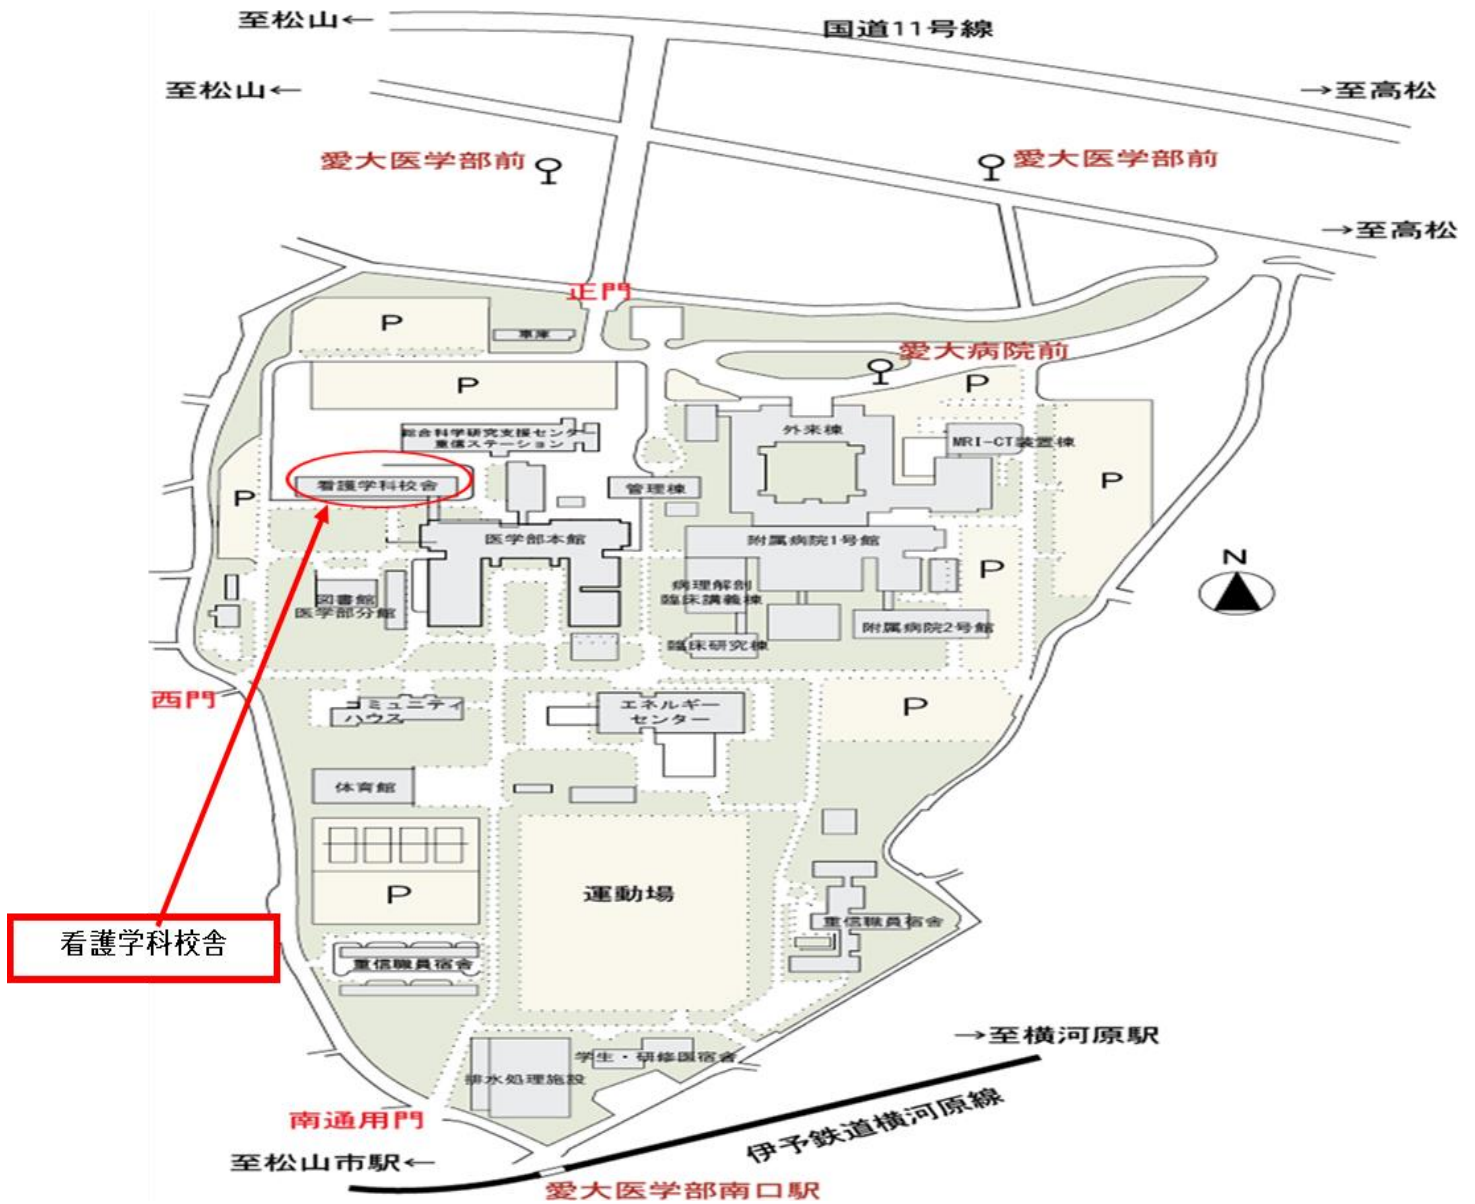 至松山←
国道11号線
至松山←
→至高松
愛大医学部前
愛大医学部前
→至高松
正門
P
車庫
愛大病院前
P
P
総合科学研究支援センター
重信ステーション
外来棟
MRI-CT装置棟
看護学科校舎
P
管理棟
P
医学部本館
附属病院1号館
N
P
図書館
医学部分館
病理解剖
臨床講義棟
附属病院2号館
臨床研究棟
西門
コミュニティ
ハウス
エネルギー
センター
P
体育館
P
運動場
重信職員宿舎
看護学科校舎
重信職員宿舎
→至横河原駅
学生・研修医宿舎
排水処理施設
南通用門
伊予鉄道横河原線
至松山市駅←
愛大医学部南口駅